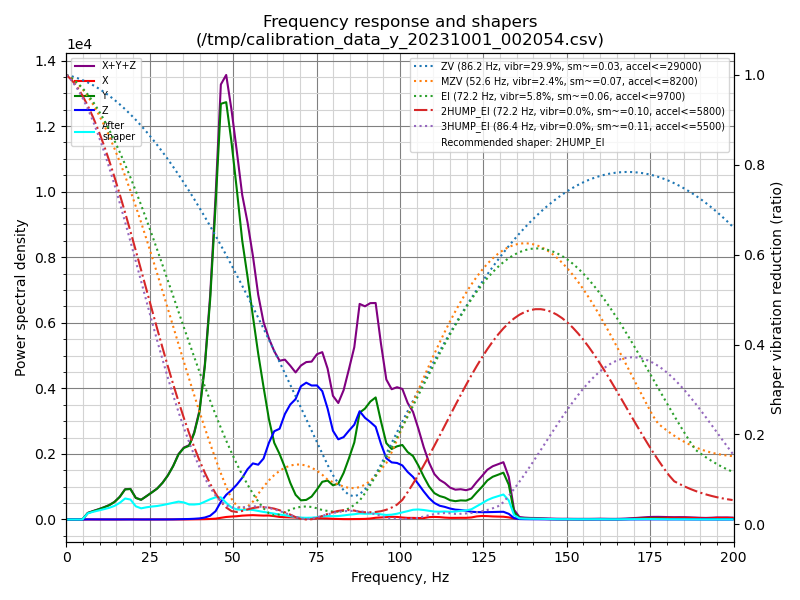 Frequency response and shapers
(/tmp/calibration_data_y_20231001_002054.csv)
1e4
X+Y+Z
X
Y
Z
After
shaper
ZV (86.2 Hz, vibr=29.9%, sm~=0.03, accel<=29000)
MZV (52.6 Hz, vibr=2.4%, sm~=0.07, accel<=8200)
EI (72.2 Hz, vibr=5.8%, sm~=0.06, accel<=9700)
2HUMP_EI (72.2 Hz, vibr=0.0%, sm~=0.10, accel<=5800)
3HUMP_EI (86.4 Hz, vibr=0.0%, sm~=0.11, accel<=5500)
Recommended shaper: 2HUMP_EI
1.4
1.2
1.0
0.8
0.6
0.4
0.2
0.0
Power spectral density
1.0
0.8
0.6
0.4
0.2
0.0
Shaper vibration reduction (ratio)
0 25 50 75 100 125 150 175 200
Frequency, Hz